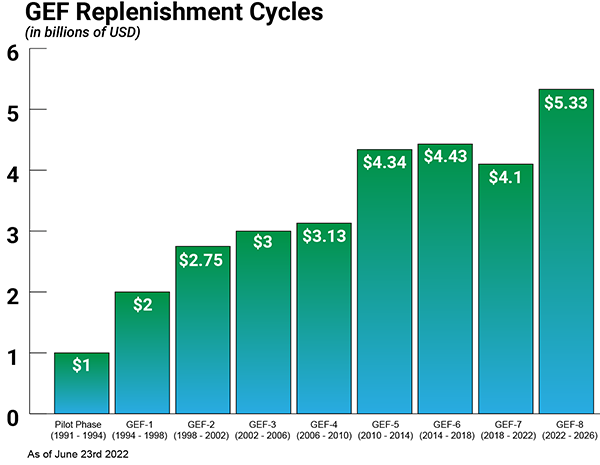 GEF Replenishment Cycles
(in billions of USD)
6
5
4
3
2
1
0
$1
$2
$2.75
$3
$3.13
$4.34
$4.43
$4.1
$5.33
Pilot Phase
(1991 - 1994)
GEF-1
(1994 - 1998)
GEF-2
(1998 - 2002)
GEF-3
(2002 - 2006)
GEF-4
(2006 - 2010)
GEF-5
(2010 - 2014)
GEF-6
(2014 - 2018)
GEF-7
(2018 - 2022)
GEF-8
(2022 - 2026)
As of June 23rd 2022